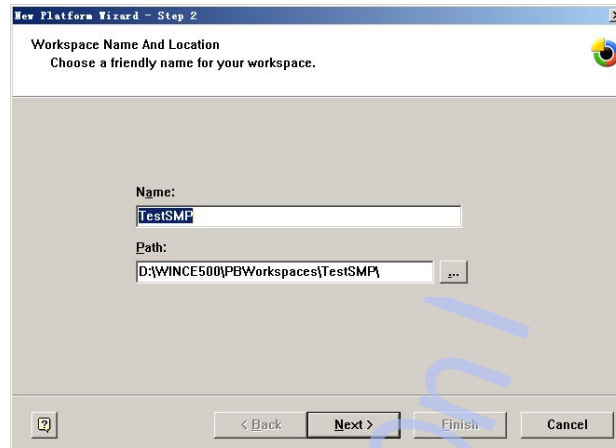 New Platform Wizard - Step 2
Workspace Name And Location
Choose a friendly name for your workspace.
Name:
TestSMP
Path:
D:\WINCE500\PBWorkspaces\TestSMP\
...
< Back
Next >
Finish
Cancel